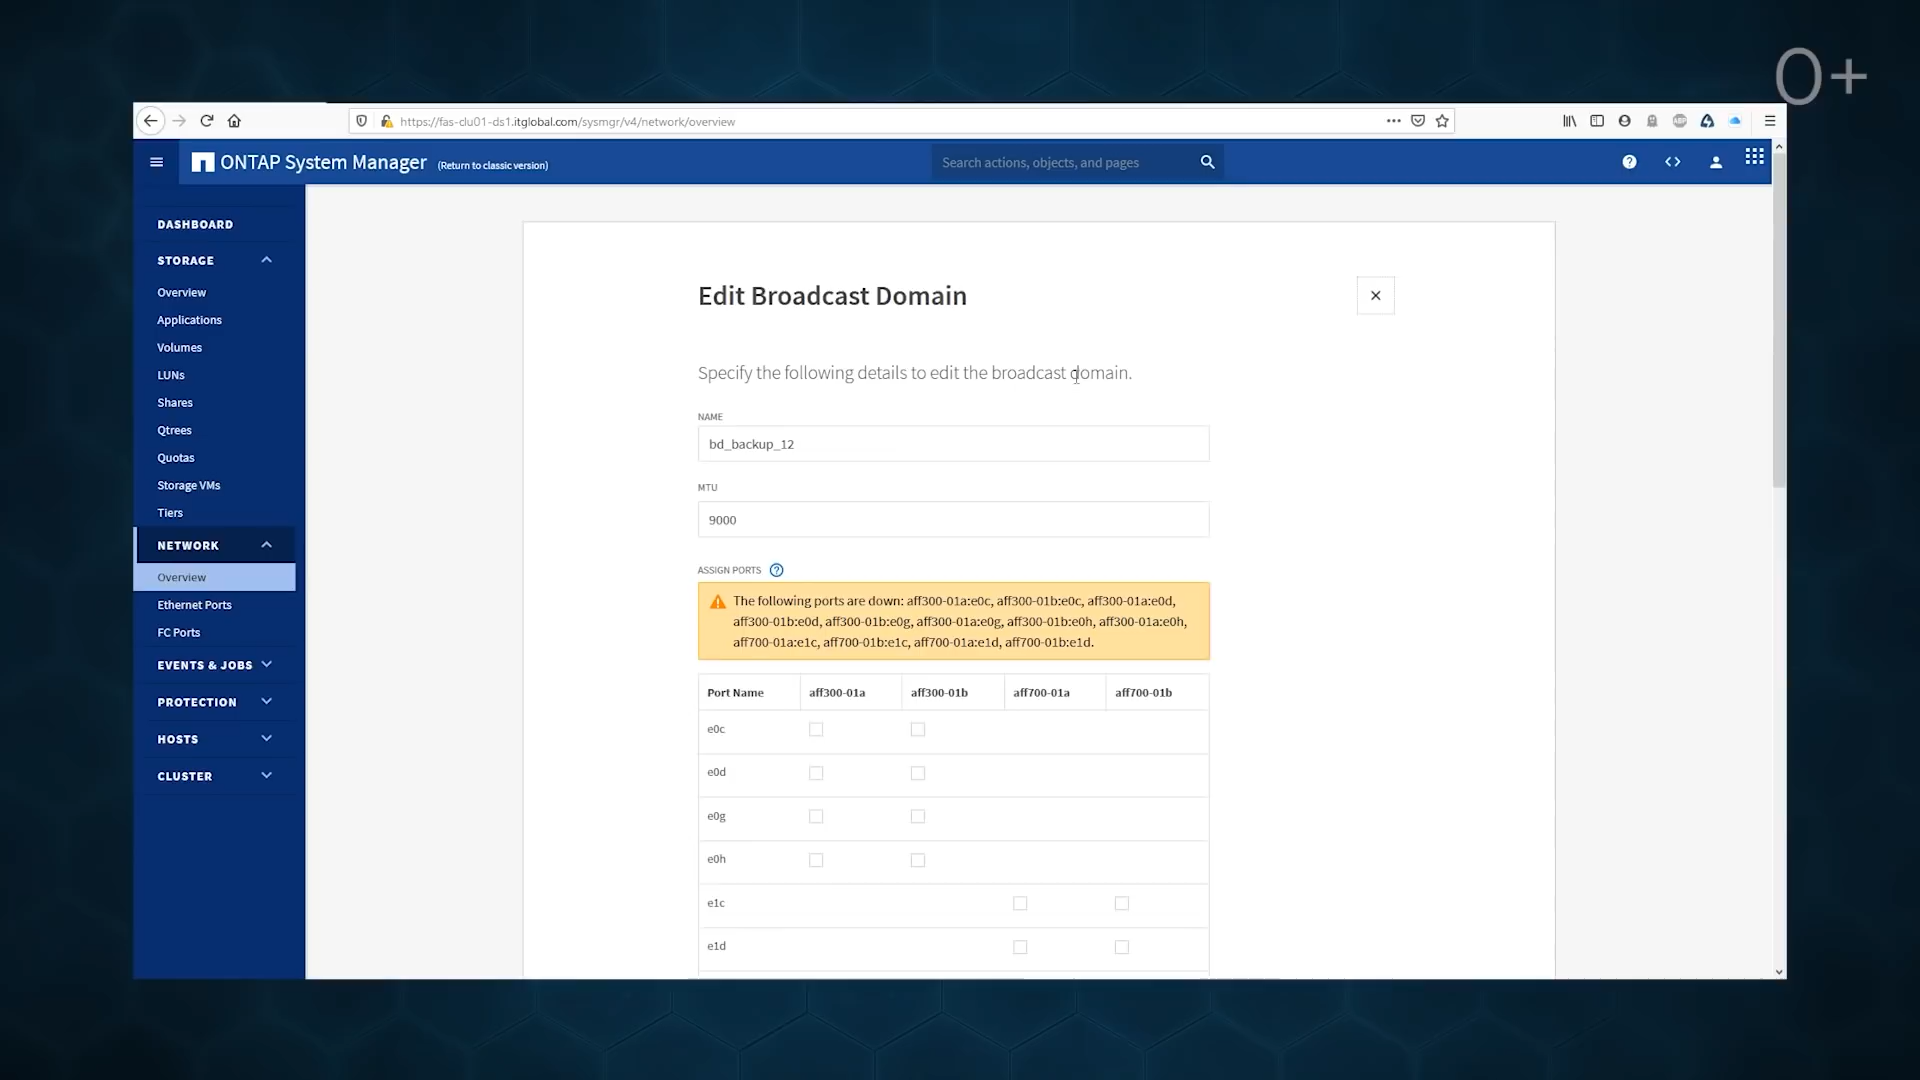 0+
https://fas-clu01-ds1.itglobal.com/sysmgr/v4/network/overview
ONTAP System Manager (Return to classic version)
Search actions, objects, and pages
DASHBOARD
STORAGE
Overview
Applications
Volumes
LUNs
Shares
Qtrees
Quotas
Storage VMs
Tiers
NETWORK
Overview
Ethernet Ports
FC Ports
EVENTS & JOBS
PROTECTION
HOSTS
CLUSTER
Edit Broadcast Domain
Specify the following details to edit the broadcast domain.
NAME
bd_backup_12
MTU
9000
ASSIGN PORTS
The following ports are down: aff300-01a:e0c, aff300-01b:e0c, aff300-01a:e0d,
aff300-01b:e0d, aff300-01b:e0g, aff300-01a:e0g, aff300-01b:e0h, aff300-01a:e0h,
aff700-01a:e1c, aff700-01b:e1c, aff700-01a:e1d, aff700-01b:e1d.
Port Name aff300-01a aff300-01b aff700-01a aff700-01b
e0c
e0d
e0g
e0h
e1c
e1d